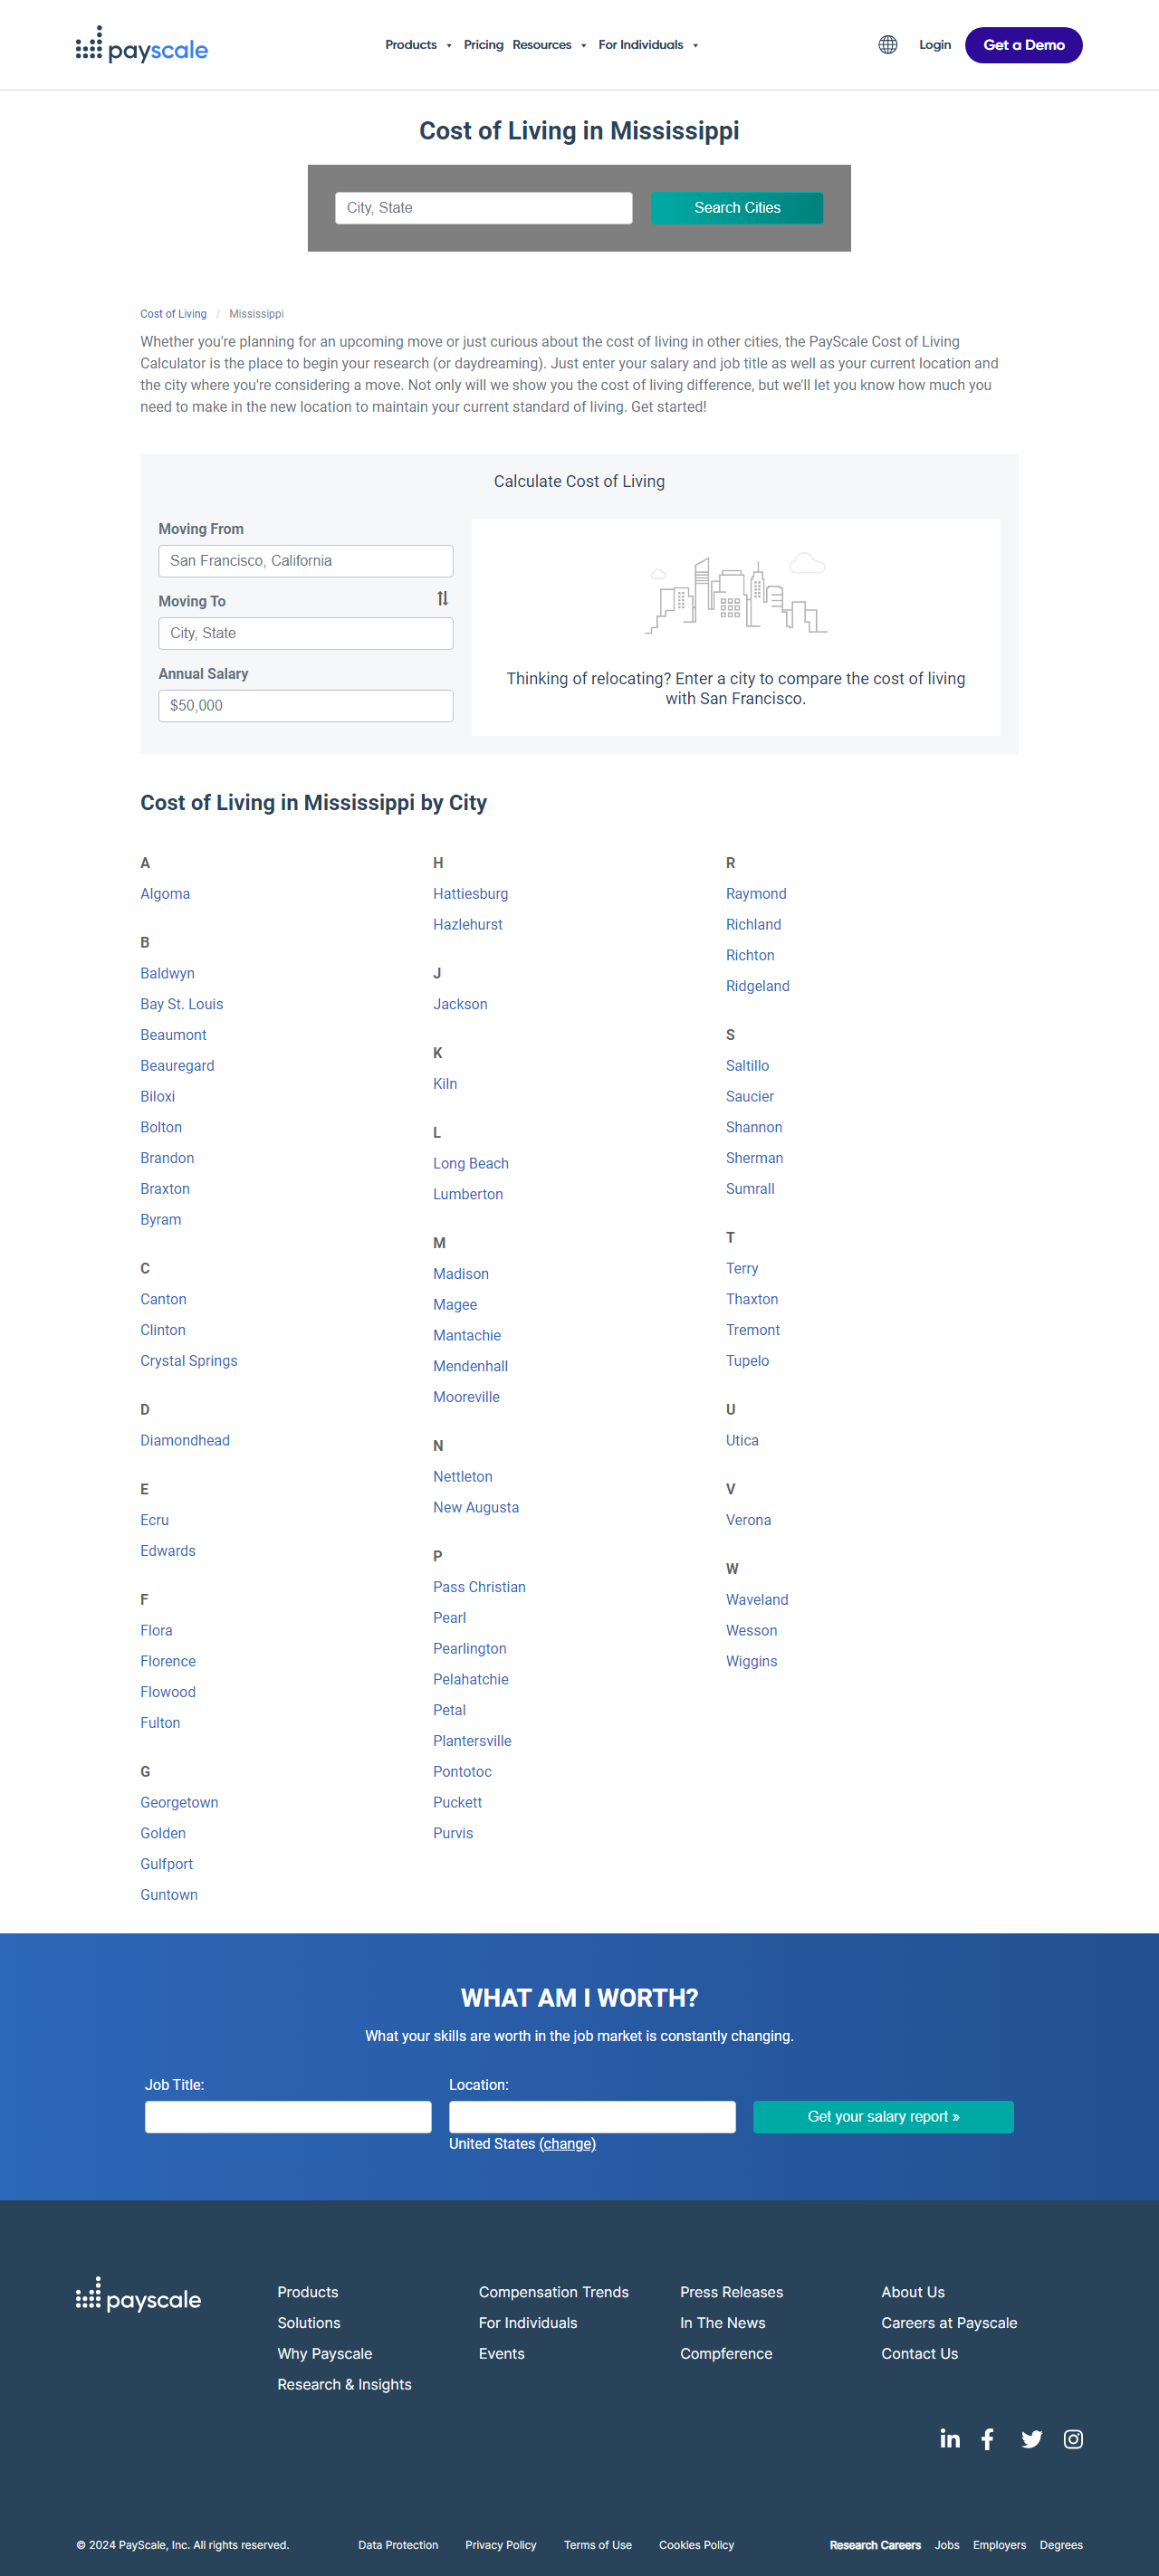 payscale
Products
Pricing
Resources
For Individuals
Login
Get a Demo
Cost of Living in Mississippi
City, State
Search Cities
Cost of Living / Mississippi
Whether you're planning for an upcoming move or just curious about the cost of living in other cities, the PayScale Cost of Living
Calculator is the place to begin your research (or daydreaming). Just enter your salary and job title as well as your current location and
the city where you're considering a move. Not only will we show you the cost of living difference, but we'll let you know how much you
need to make in the new location to maintain your current standard of living. Get started!
Calculate Cost of Living
Moving From
San Francisco, California
Moving To
City, State
Annual Salary
$50,000
Thinking of relocating? Enter a city to compare the cost of living
with San Francisco.
Cost of Living in Mississippi by City
A
Algoma
B
Baldwyn
Bay St. Louis
Beaumont
Beauregard
Biloxi
Bolton
Brandon
Braxton
Byram
C
Canton
Clinton
Crystal Springs
D
Diamondhead
E
Ecru
Edwards
F
Flora
Florence
Flowood
Fulton
G
Georgetown
Golden
Gulfport
Guntown
H
Hattiesburg
Hazlehurst
J
Jackson
K
Kiln
L
Long Beach
Lumberton
M
Madison
Magee
Mantachie
Mendenhall
Mooreville
N
Nettleton
New Augusta
P
Pass Christian
Pearl
Pearlington
Pelahatchie
Petal
Plantersville
Pontotoc
Puckett
Purvis
R
Raymond
Richland
Richton
Ridgeland
S
Saltillo
Saucier
Shannon
Sherman
Sumrall
T
Terry
Thaxton
Tremont
Tupelo
U
Utica
V
Verona
W
Waveland
Wesson
Wiggins
WHAT AM I WORTH?
What your skills are worth in the job market is constantly changing.
Job Title:
Location:
United States (change)
Get your salary report »
payscale
Products
Solutions
Why Payscale
Research & Insights
Compensation Trends
For Individuals
Events
Press Releases
In The News
Compference
About Us
Careers at Payscale
Contact Us
© 2024 PayScale, Inc. All rights reserved.
Data Protection
Privacy Policy
Terms of Use
Cookies Policy
Research Careers
Jobs
Employers
Degrees